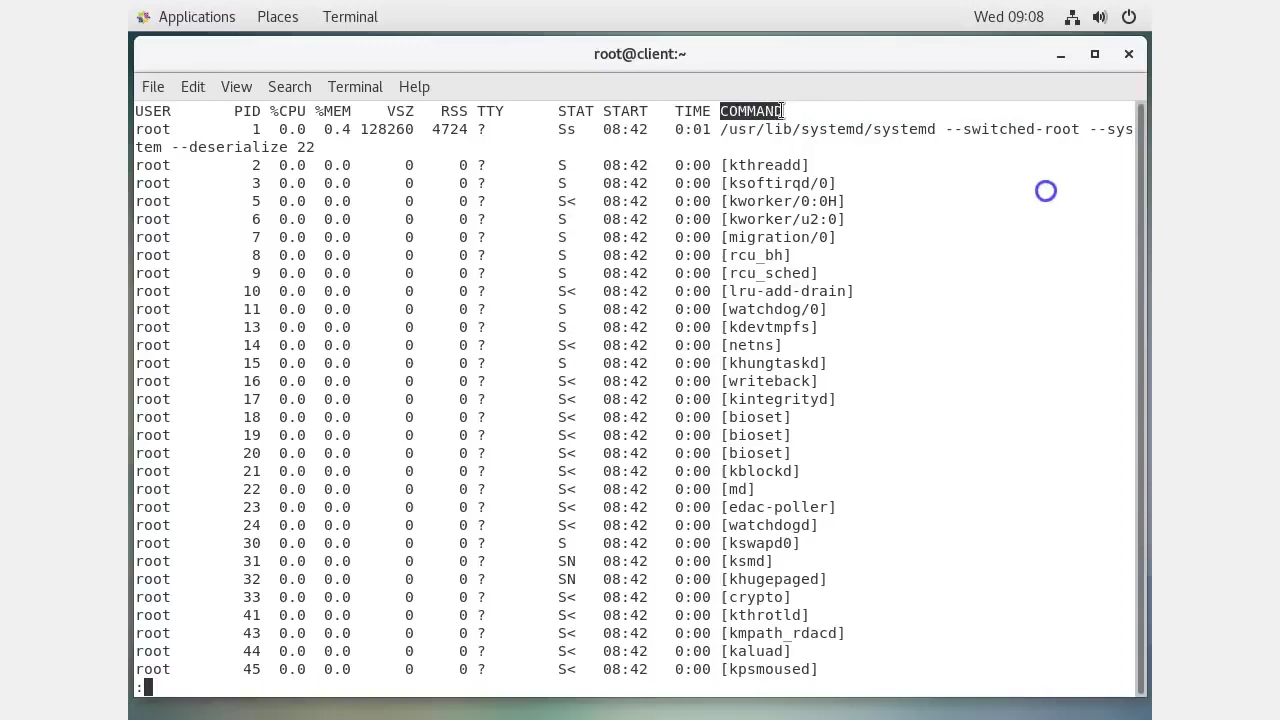 Applications Places Terminal Wed 09:08
root@client:~
File Edit View Search Terminal Help
USER PID %CPU %MEM VSZ RSS TTY STAT START TIME COMMAND
root 1 0.0 0.4 128260 4724 ? Ss 08:42 0:01 /usr/lib/systemd/systemd --switched-root --sys
tem --deserialize 22
root 2 0.0 0.0 0 0 ? S 08:42 0:00 [kthreadd]
root 3 0.0 0.0 0 0 ? S 08:42 0:00 [ksoftirqd/0]
root 5 0.0 0.0 0 0 ? S< 08:42 0:00 [kworker/0:0H]
root 6 0.0 0.0 0 0 ? S 08:42 0:00 [kworker/u2:0]
root 7 0.0 0.0 0 0 ? S 08:42 0:00 [migration/0]
root 8 0.0 0.0 0 0 ? S 08:42 0:00 [rcu_bh]
root 9 0.0 0.0 0 0 ? S 08:42 0:00 [rcu_sched]
root 10 0.0 0.0 0 0 ? S< 08:42 0:00 [lru-add-drain]
root 11 0.0 0.0 0 0 ? S 08:42 0:00 [watchdog/0]
root 13 0.0 0.0 0 0 ? S 08:42 0:00 [kdevtmpfs]
root 14 0.0 0.0 0 0 ? S< 08:42 0:00 [netns]
root 15 0.0 0.0 0 0 ? S 08:42 0:00 [khungtaskd]
root 16 0.0 0.0 0 0 ? S< 08:42 0:00 [writeback]
root 17 0.0 0.0 0 0 ? S< 08:42 0:00 [kintegrityd]
root 18 0.0 0.0 0 0 ? S< 08:42 0:00 [bioset]
root 19 0.0 0.0 0 0 ? S< 08:42 0:00 [bioset]
root 20 0.0 0.0 0 0 ? S< 08:42 0:00 [bioset]
root 21 0.0 0.0 0 0 ? S< 08:42 0:00 [kblockd]
root 22 0.0 0.0 0 0 ? S< 08:42 0:00 [md]
root 23 0.0 0.0 0 0 ? S< 08:42 0:00 [edac-poller]
root 24 0.0 0.0 0 0 ? S< 08:42 0:00 [watchdogd]
root 30 0.0 0.0 0 0 ? S 08:42 0:00 [kswapd0]
root 31 0.0 0.0 0 0 ? SN 08:42 0:00 [ksmd]
root 32 0.0 0.0 0 0 ? SN 08:42 0:00 [khugepaged]
root 33 0.0 0.0 0 0 ? S< 08:42 0:00 [crypto]
root 41 0.0 0.0 0 0 ? S< 08:42 0:00 [kthrotld]
root 43 0.0 0.0 0 0 ? S< 08:42 0:00 [kmpath_rdacd]
root 44 0.0 0.0 0 0 ? S< 08:42 0:00 [kaluad]
root 45 0.0 0.0 0 0 ? S< 08:42 0:00 [kpsmoused]
: